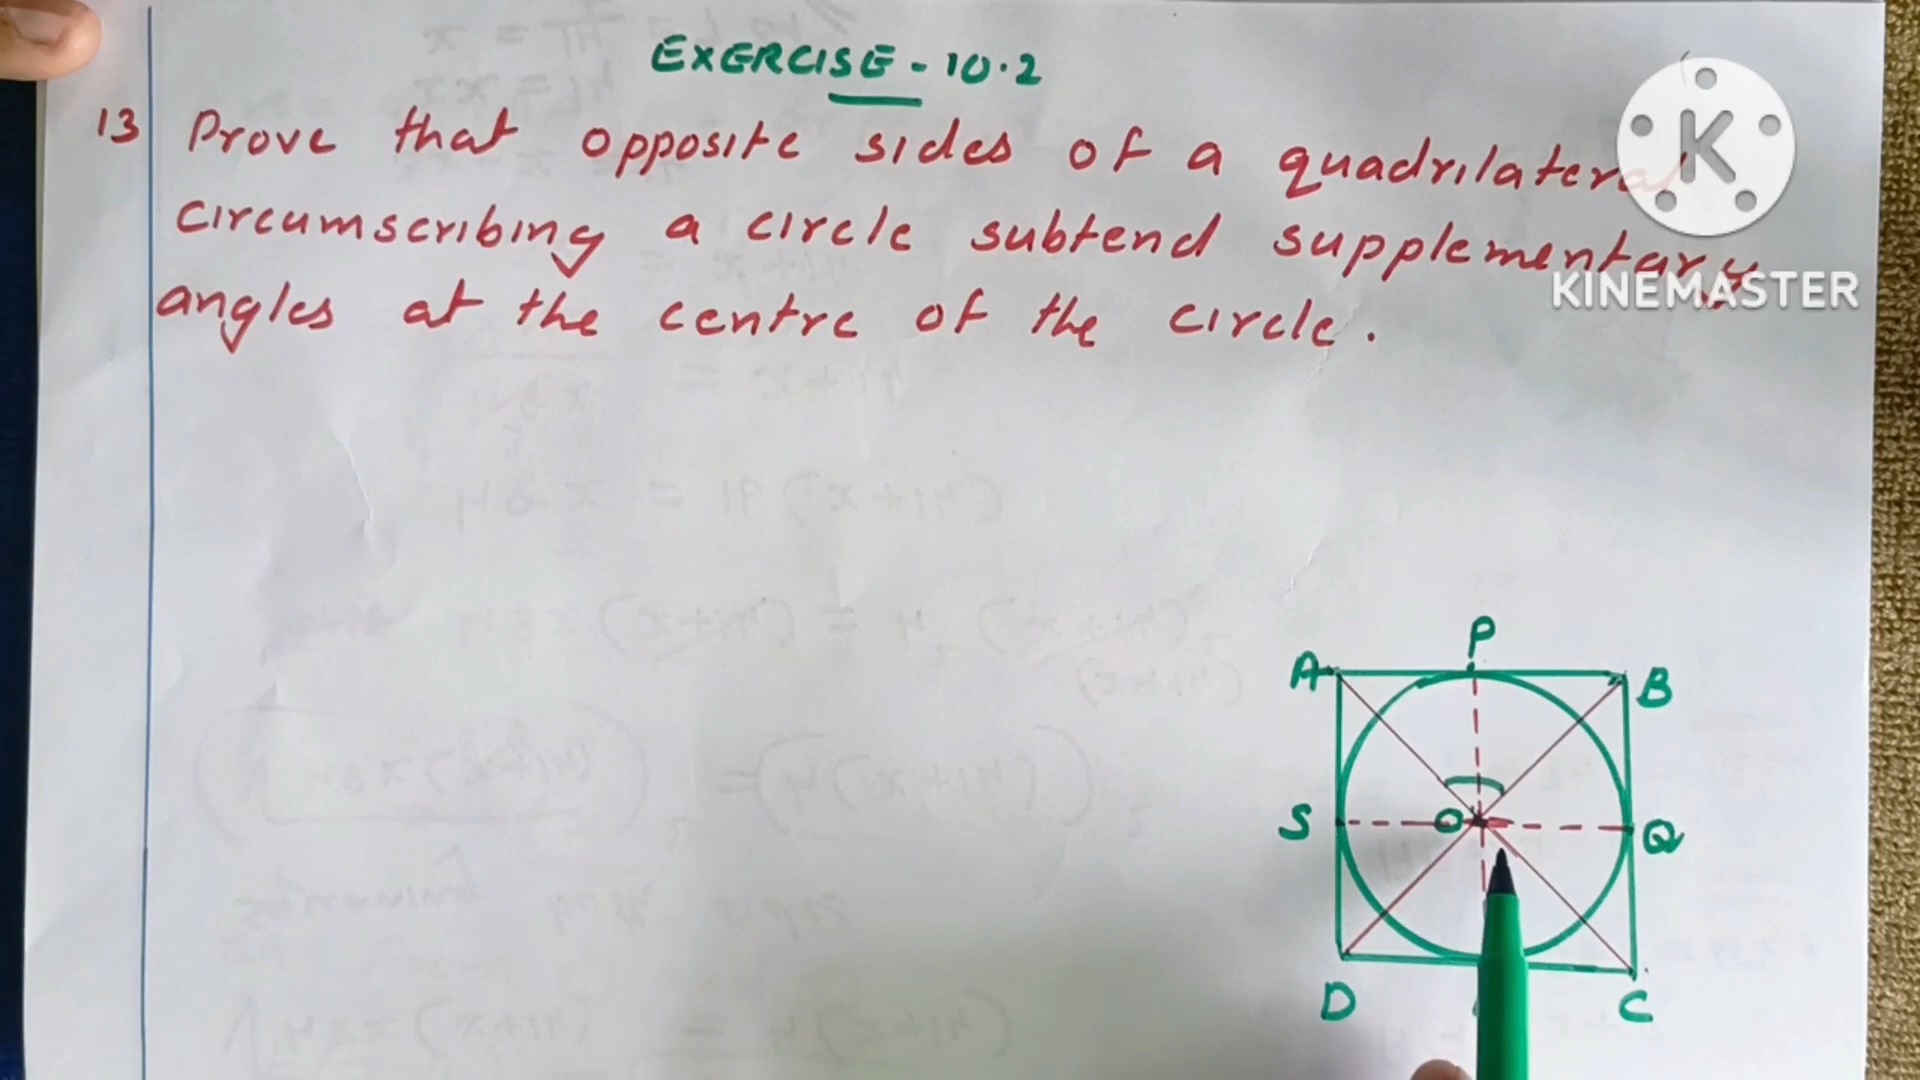 EXERCISE - 10.2
13 Prove that opposite sides of a quadrilateral
circumscribing a circle subtend supplementary
angles at the centre of the circle.
K
KINEMASTER
P
A B
S O Q
D C